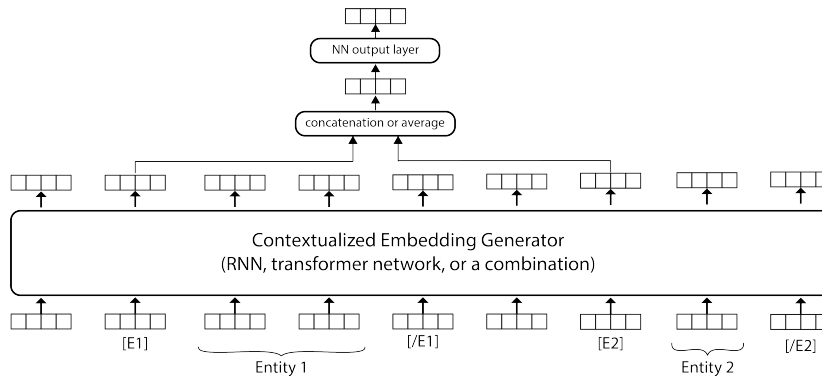 NN output layer
concatenation or average
Contextualized Embedding Generator
(RNN, transformer network, or a combination)
[E1]
[/E1]
[E2]
[/E2]
Entity 1
Entity 2